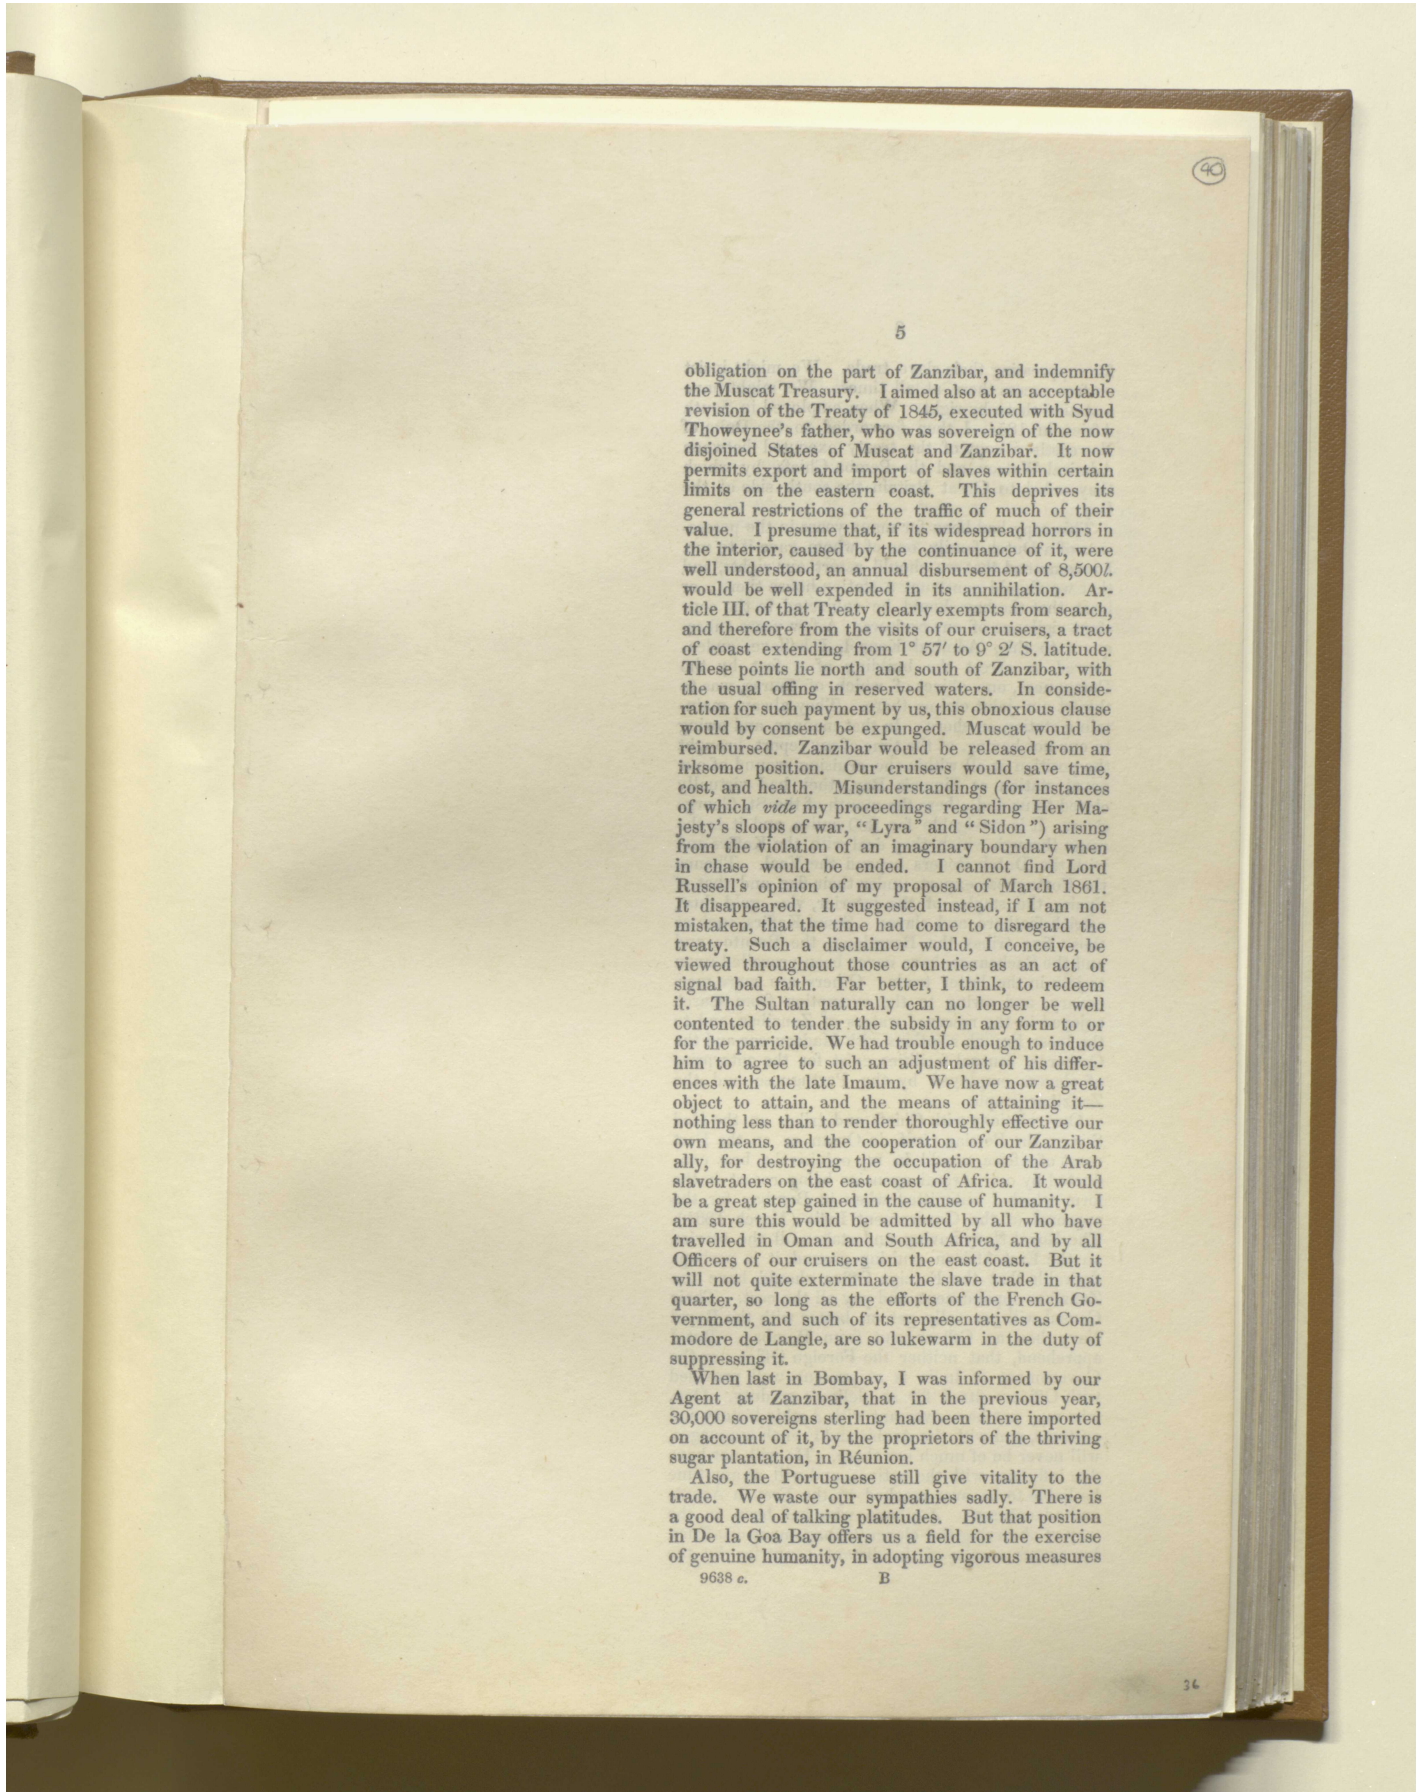 40
5
obligation on the part of Zanzibar, and indemnify
the Muscat Treasury. I aimed also at an acceptable
revision of the Treaty of 1845, executed with Syud
Thoweynee's father, who was sovereign of the now
disjoined States of Muscat and Zanzibar. It now
permits export and import of slaves within certain
limits on the eastern coast. This deprives its
general restrictions of the traffic of much of their
value. I presume that, if its widespread horrors in
the interior, caused by the continuance of it, were
well understood, an annual disbursement of 8,500l.
would be well expended in its annihilation. Ar-
ticle III. of that Treaty clearly exempts from search,
and therefore from the visits of our cruisers, a tract
of coast extending from 1° 57′ to 9° 2′ S. latitude.
These points lie north and south of Zanzibar, with
the usual offing in reserved waters. In conside-
ration for such payment by us, this obnoxious clause
would by consent be expunged. Muscat would be
reimbursed. Zanzibar would be released from an
irksome position. Our cruisers would save time,
cost, and health. Misunderstandings (for instances
of which vide my proceedings regarding Her Ma-
jesty's sloops of war, "Lyra" and "Sidon") arising
from the violation of an imaginary boundary when
in chase would be ended. I cannot find Lord
Russell's opinion of my proposal of March 1861.
It disappeared. It suggested instead, if I am not
mistaken, that the time had come to disregard the
treaty. Such a disclaimer would, I conceive, be
viewed throughout those countries as an act of
signal bad faith. Far better, I think, to redeem
it. The Sultan naturally can no longer be well
contented to tender the subsidy in any form to or
for the parricide. We had trouble enough to induce
him to agree to such an adjustment of his differ-
ences with the late Imaum. We have now a great
object to attain, and the means of attaining it—
nothing less than to render thoroughly effective our
own means, and the cooperation of our Zanzibar
ally, for destroying the occupation of the Arab
slavetraders on the east coast of Africa. It would
be a great step gained in the cause of humanity. I
am sure this would be admitted by all who have
travelled in Oman and South Africa, and by all
Officers of our cruisers on the east coast. But it
will not quite exterminate the slave trade in that
quarter, so long as the efforts of the French Go-
vernment, and such of its representatives as Com-
modore de Langle, are so lukewarm in the duty of
suppressing it.
When last in Bombay, I was informed by our
Agent at Zanzibar, that in the previous year,
30,000 sovereigns sterling had been there imported
on account of it, by the proprietors of the thriving
sugar plantation, in Réunion.
Also, the Portuguese still give vitality to the
trade. We waste our sympathies sadly. There is
a good deal of talking platitudes. But that position
in De la Goa Bay offers us a field for the exercise
of genuine humanity, in adopting vigorous measures
9638 c. B
36